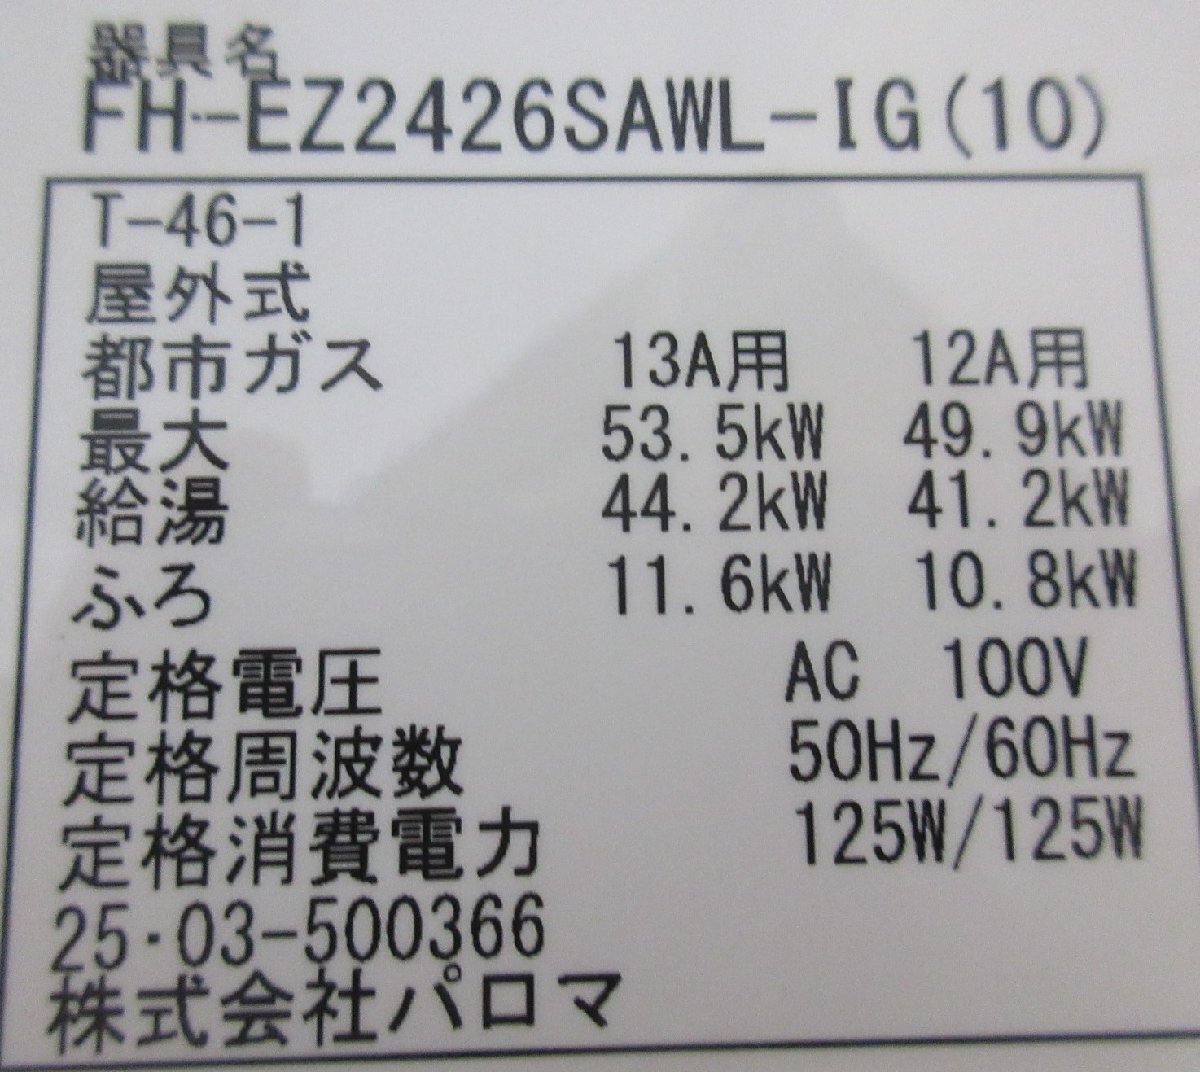 器具名
FH-EZ2426SAWL-IG(10)
T-46-1
屋外式
都市ガス 13A用 12A用
最大 53.5kW 49.9kW
給湯 44.2kW 41.2kW
ふろ 11.6kW 10.8kW
定格電圧 AC 100V
定格周波数 50Hz/60Hz
定格消費電力 125W/125W
25・03-500366
株式会社パロマ